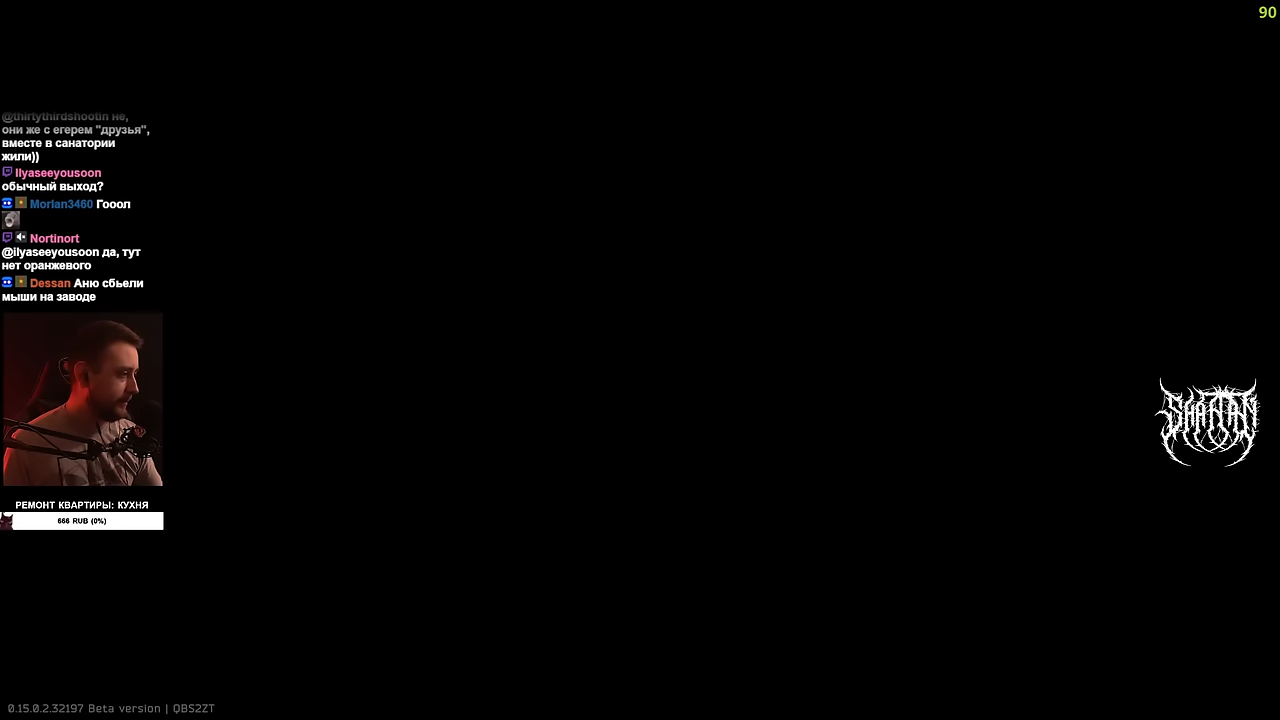 90
@thirtythirdshootin не,
они же с егерем "друзья",
вместе в санатории
жили))
Ilyaseeyousoon
обычный выход?
Morian3460 Гооол
Nortinort
@ilyaseeyousoon да, тут
нет оранжевого
Dessan Аню сбьели
мыши на заводе
SHAITAN
РЕМОНТ КВАРТИРЫ: КУХНЯ
666 RUB (0%)
0.15.0.2.32197 Beta version | QBS2ZT